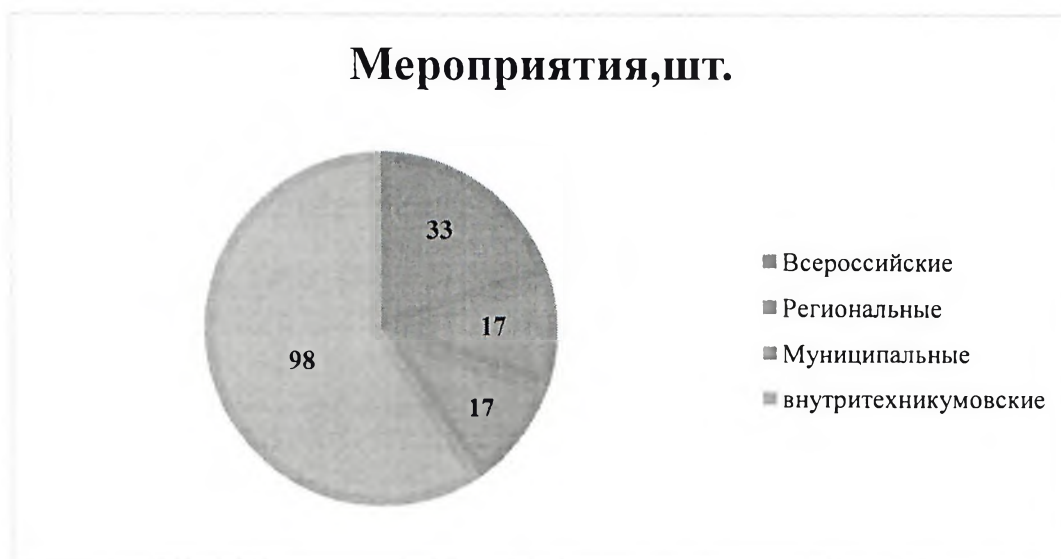 Мероприятия,шт.
33
17
17
98
Всероссийские
Региональные
Муниципальные
внутритехникумовские